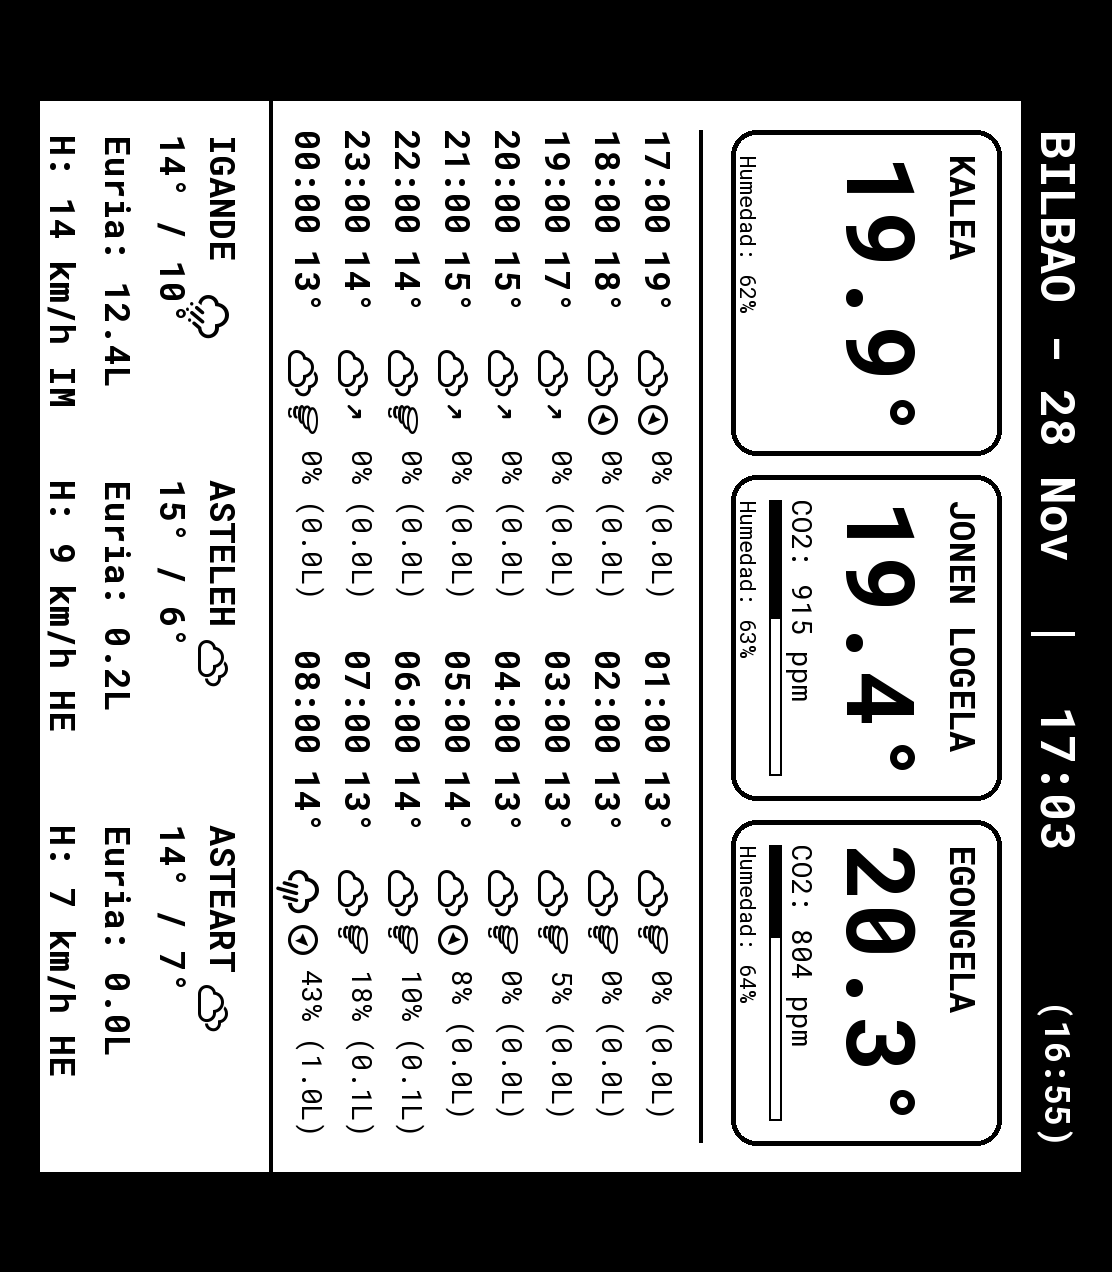 BILBAO - 28 Nov | 17:03 (16:55)
KALEA
19.9°
Humedad: 62%
JONEN LOGELA
19.4°
CO2: 915 ppm
Humedad: 63%
EGONGELA
20.3°
CO2: 804 ppm
Humedad: 64%
17:00 19° 0% (0.0L)
18:00 18° 0% (0.0L)
19:00 17° 0% (0.0L)
20:00 15° 0% (0.0L)
21:00 15° 0% (0.0L)
22:00 14° 0% (0.0L)
23:00 14° 0% (0.0L)
00:00 13° 0% (0.0L)
01:00 13° 0% (0.0L)
02:00 13° 0% (0.0L)
03:00 13° 5% (0.0L)
04:00 13° 0% (0.0L)
05:00 14° 8% (0.0L)
06:00 14° 10% (0.1L)
07:00 13° 18% (0.1L)
08:00 14° 43% (1.0L)
IGANDE
14° / 10°
Euria: 12.4L
H: 14 km/h IM
ASTELEH
15° / 6°
Euria: 0.2L
H: 9 km/h HE
ASTEART
14° / 7°
Euria: 0.0L
H: 7 km/h HE